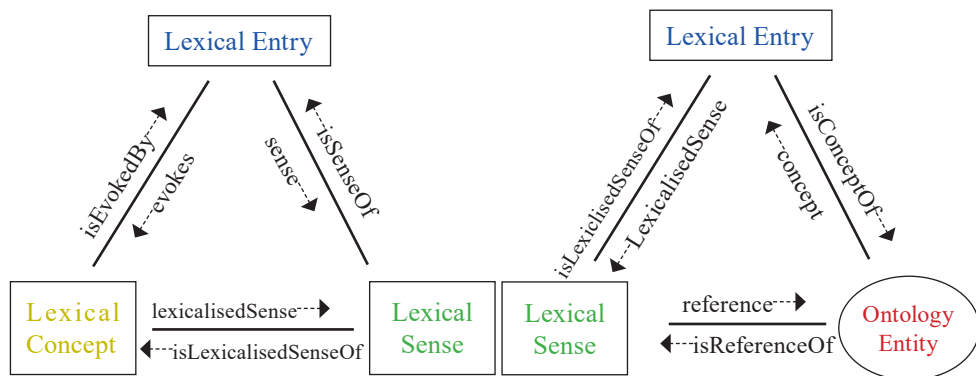 Lexical Entry
isEvokedBy
evokes
sense
isSenseOf
Lexical
Concept
lexicalisedSense
isLexicalisedSenseOf
Lexical
Sense
Lexical Entry
isLexiclisedSenseOf
LexicalisedSense
concept
isConceptOf
Lexical
Sense
reference
isReferenceOf
Ontology
Entity